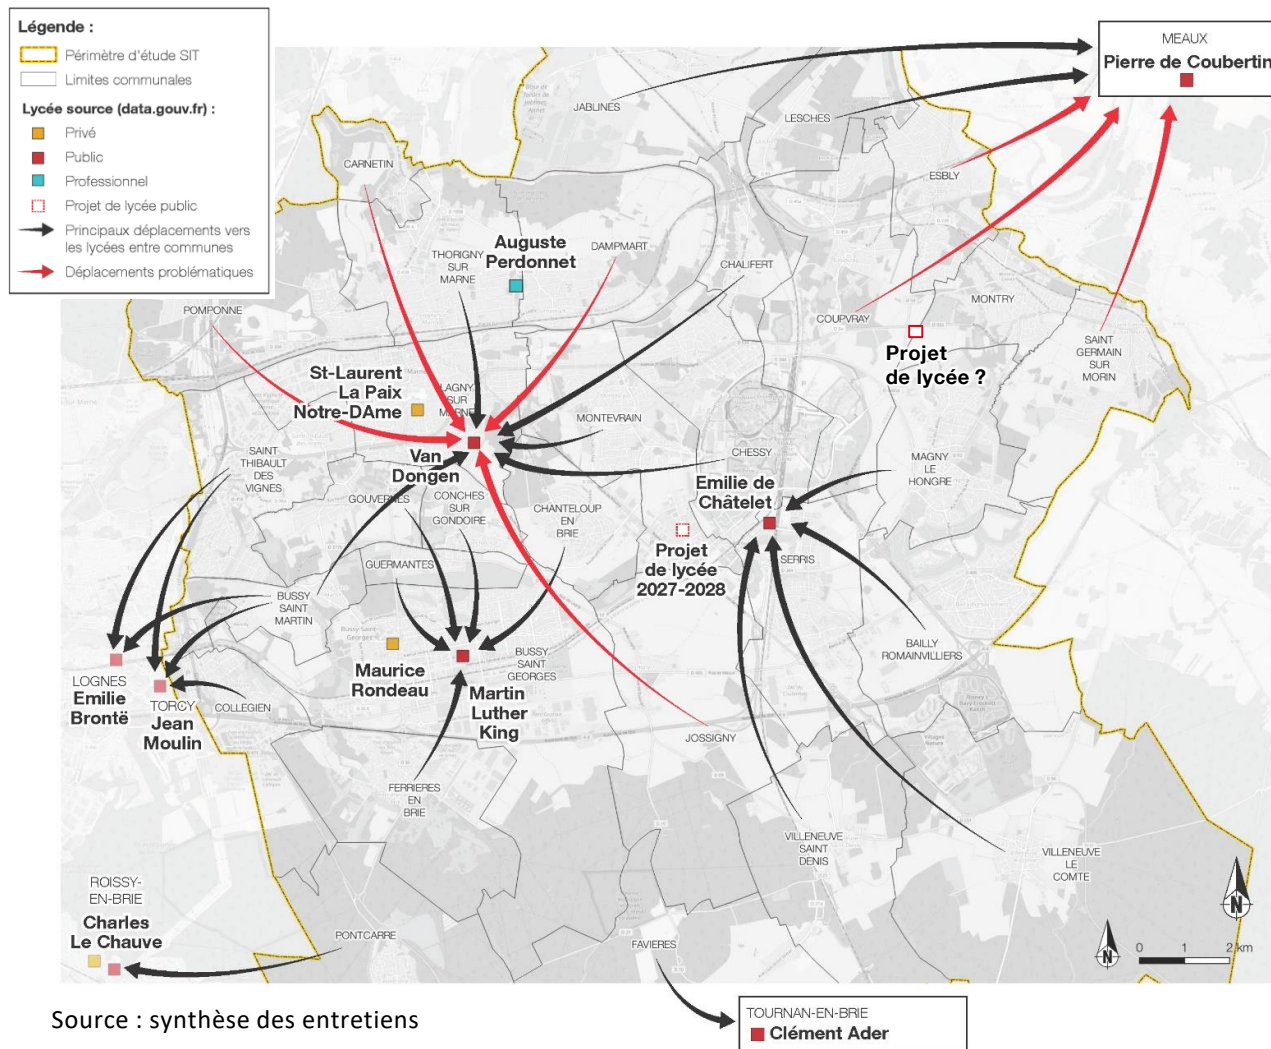 Légende :
Périmètre d'étude SIT
Limites communales
Lycée source (data.gouv.fr) :
Privé
Public
Professionnel
Projet de lycée public
Principaux déplacements vers
les lycées entre communes
Déplacements problématiques
MEAUX
Pierre de Coubertin
JABLINES
LESCHES
CARNETIN
ESBLY
THORIGNY
SUR
MARNE
Auguste
Perdonnet
DAMPMART
CHALIFERT
POMPONNE
COUPVRAY
MONTRY
Projet
de lycée ?
SAINT
GERMAIN
SUR
MORIN
St-Laurent
La Paix
Notre-DAme
LAGNY
SUR
MARNE
MONTEVRAIN
Van
Dongen
CHESSY
SAINT
THIBAULT
DES
VIGNES
MAGNY
LE
HONGRE
Emilie de
Châtelet
GOUVERNES
CONCHES
SUR
GONDOIRE
CHANTELOUP
EN
BRIE
Projet
de lycée
2027-2028
SERRIS
GUERMANTES
BUSSY
SAINT
MARTIN
BAILLY
ROMAINVILLIERS
Maurice
Rondeau
BUSSY
SAINT
GEORGES
Martin
Luther
King
LOGNES
Emilie
Brontë
TORCY
Jean
Moulin
COLLEGIEN
JOSSIGNY
FERRIERES
EN
BRIE
VILLENEUVE
SAINT
DENIS
VILLENEUVE
LE
COMTE
ROISSY-
EN-BRIE
Charles
Le Chauve
PONTCARRE
FAVIERES
N
N
0 1 2 km
TOURNAN-EN-BRIE
Clément Ader
Source : synthèse des entretiens